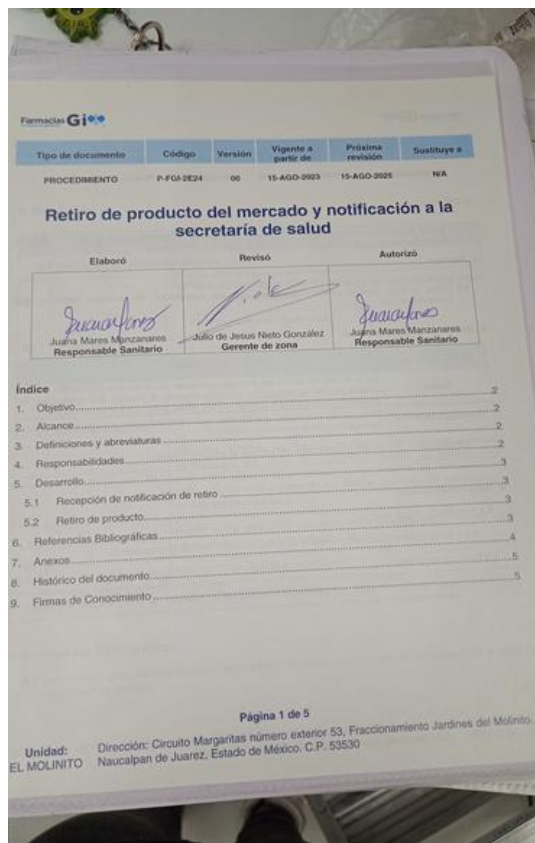 Farmacias Gi
Tipo de documento Código Versión Vigente a partir de Próxima revisión Sustituye a
PROCEDIMIENTO P-FGI-2E24 00 15-AGO-2023 15-AGO-2025 N/A
Retiro de producto del mercado y notificación a la
secretaría de salud
Elaboró Revisó Autorizó
Juana Mares Manzanares Julio de Jesus Nieto González Juana Mares Manzanares
Responsable Sanitario Gerente de zona Responsable Sanitario
Índice
1. Objetivo 2
2. Alcance 2
3. Definiciones y abreviaturas 2
4. Responsabilidades 2
5. Desarrollo 3
5.1 Recepción de notificación de retiro 3
5.2 Retiro de producto 3
6. Referencias Bibliográficas 3
7. Anexos 4
8. Histórico del documento 5
9. Firmas de Conocimiento 5
Página 1 de 5
Unidad: Dirección: Circuito Margaritas número exterior 53, Fraccionamiento Jardines del Molinito,
EL MOLINITO Naucalpan de Juarez, Estado de México. C.P. 53530